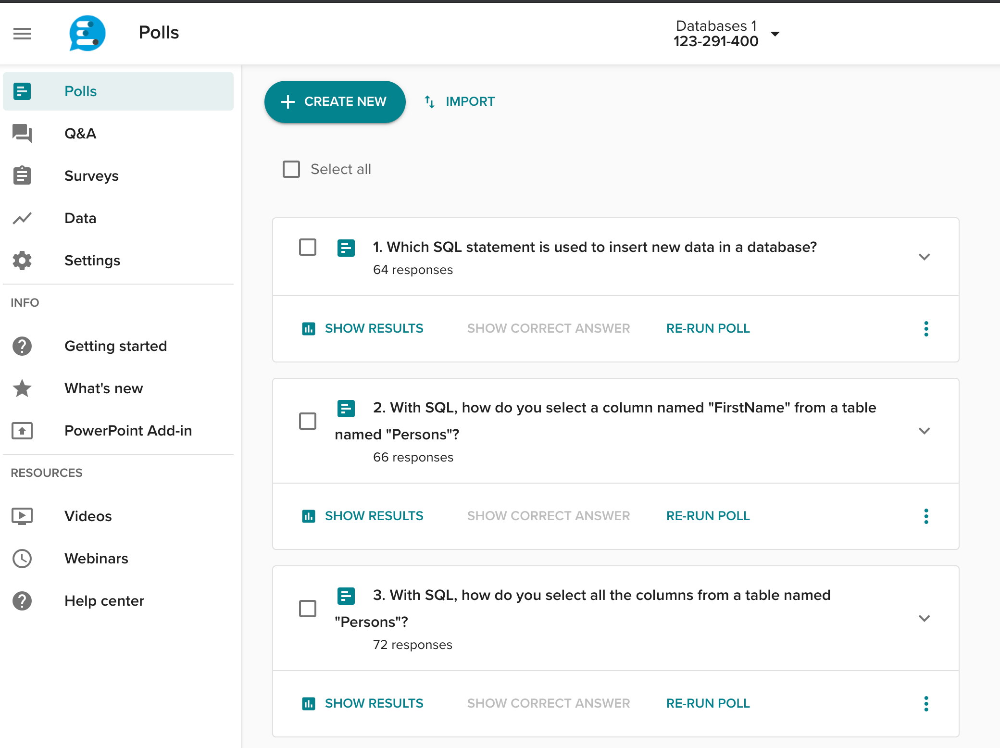 Polls
Databases 1
123-291-400
Polls
Q&A
Surveys
Data
Settings
INFO
Getting started
What's new
PowerPoint Add-in
RESOURCES
Videos
Webinars
Help center
CREATE NEW
IMPORT
Select all
1. Which SQL statement is used to insert new data in a database?
64 responses
SHOW RESULTS SHOW CORRECT ANSWER RE-RUN POLL
2. With SQL, how do you select a column named "FirstName" from a table
named "Persons"?
66 responses
SHOW RESULTS SHOW CORRECT ANSWER RE-RUN POLL
3. With SQL, how do you select all the columns from a table named
"Persons"?
72 responses
SHOW RESULTS SHOW CORRECT ANSWER RE-RUN POLL